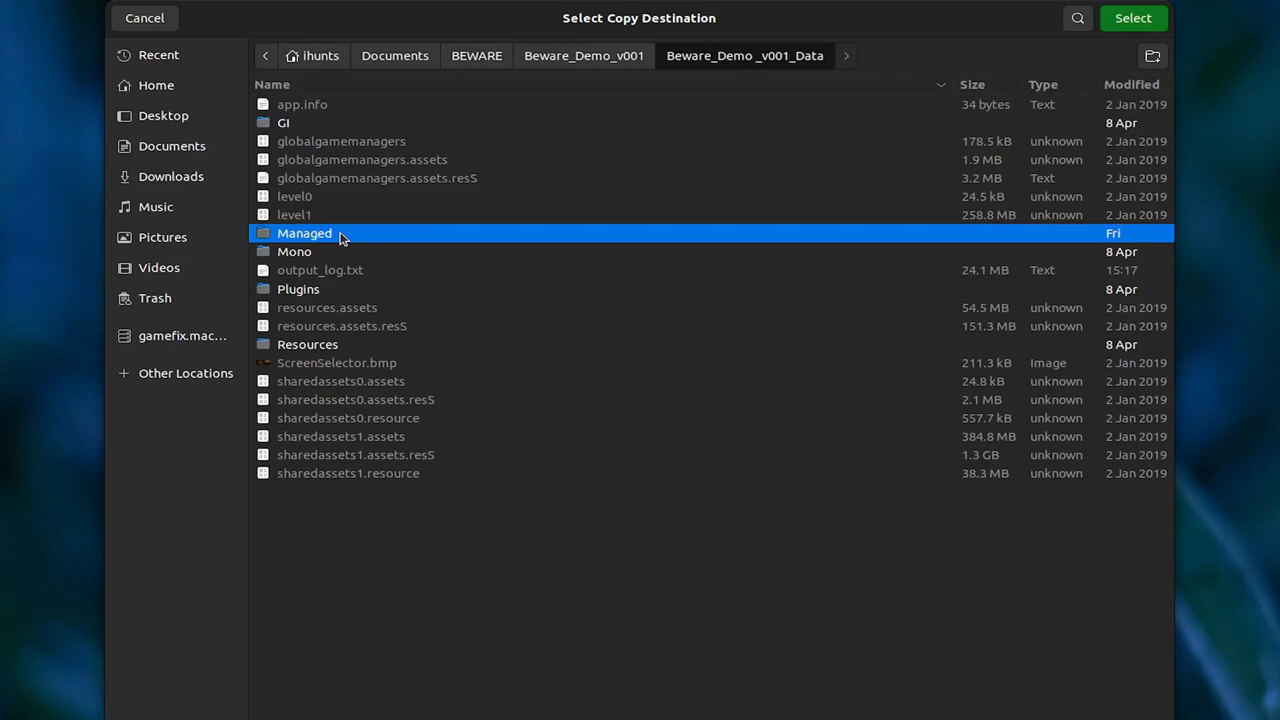 Cancel Select Copy Destination Select
Recent
Home
Desktop
Documents
Downloads
Music
Pictures
Videos
Trash
gamefix.mac...
Other Locations
ihunts Documents BEWARE Beware_Demo_v001 Beware_Demo _v001_Data
Name Size Type Modified
app.info 34 bytes Text 2 Jan 2019
GI 8 Apr
globalgamemanagers 178.5 kB unknown 2 Jan 2019
globalgamemanagers.assets 1.9 MB unknown 2 Jan 2019
globalgamemanagers.assets.resS 3.2 MB Text 2 Jan 2019
level0 24.5 kB unknown 2 Jan 2019
level1 258.8 MB unknown 2 Jan 2019
Managed Fri
Mono 8 Apr
output_log.txt 24.1 MB Text 15:17
Plugins 8 Apr
resources.assets 54.5 MB unknown 2 Jan 2019
resources.assets.resS 151.3 MB unknown 2 Jan 2019
Resources 8 Apr
ScreenSelector.bmp 211.3 kB Image 2 Jan 2019
sharedassets0.assets 24.8 kB unknown 2 Jan 2019
sharedassets0.assets.resS 2.1 MB unknown 2 Jan 2019
sharedassets0.resource 557.7 kB unknown 2 Jan 2019
sharedassets1.assets 384.8 MB unknown 2 Jan 2019
sharedassets1.assets.resS 1.3 GB unknown 2 Jan 2019
sharedassets1.resource 38.3 MB unknown 2 Jan 2019